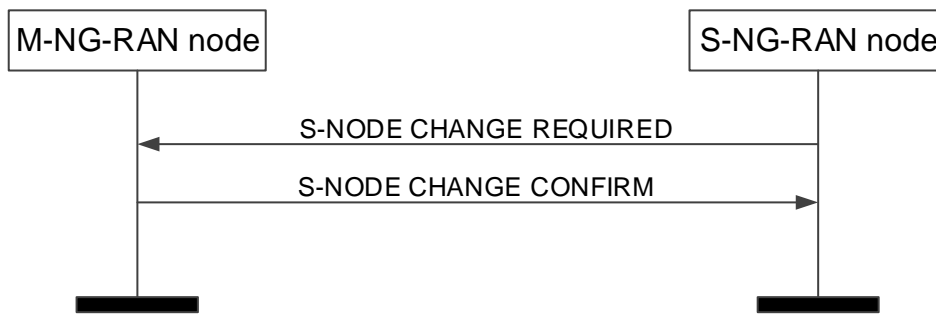 M-NG-RAN node
S-NG-RAN node
S-NODE CHANGE REQUIRED
S-NODE CHANGE CONFIRM